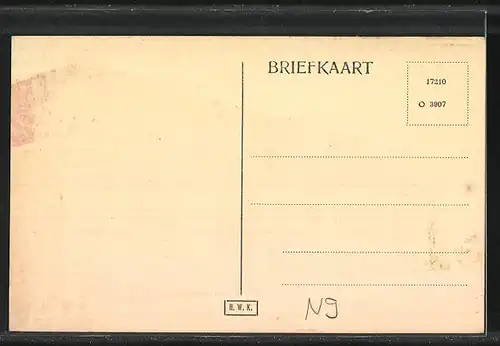 BRIEFKAART
17210
O 3907
H. W. K.
N9